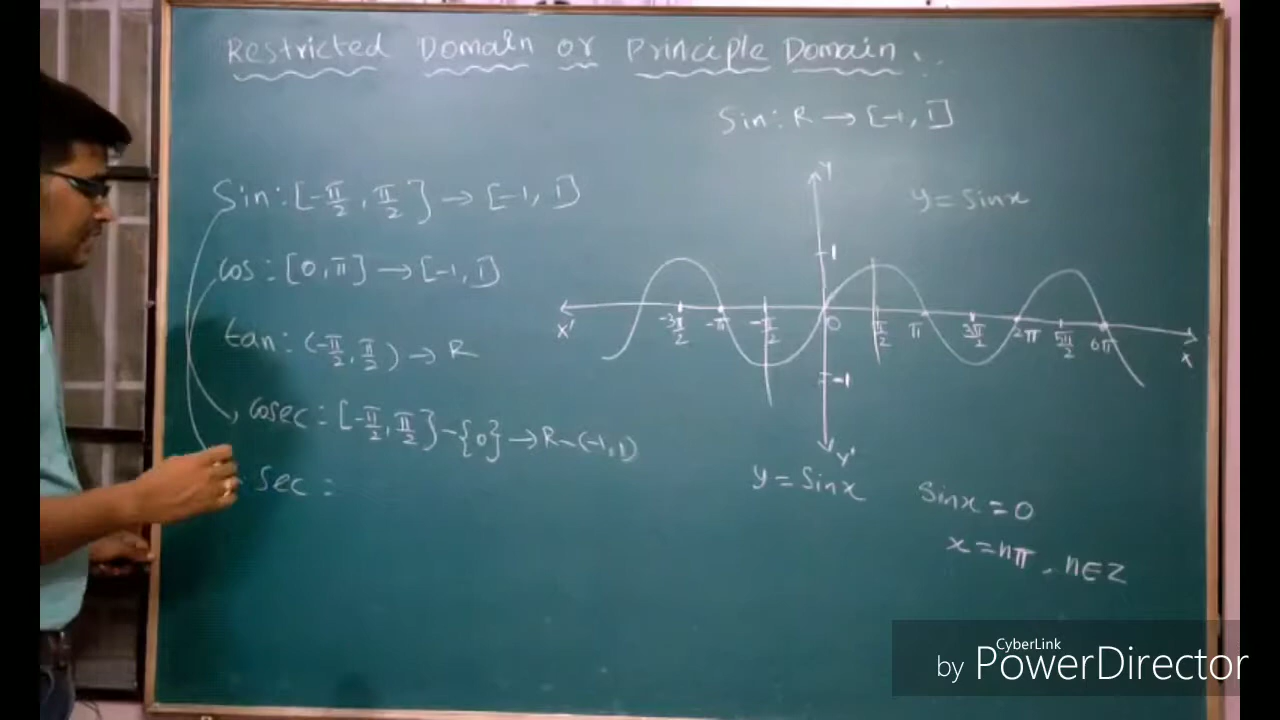 Restricted Domain or Principle Domain :.
Sin : R → [-1, 1]
Sin : [-π/2, π/2] → [-1, 1]
cos : [0, π] → [-1, 1]
tan : (-π/2, π/2) → R
cosec : [-π/2, π/2] - {0} → R - (-1, 1)
sec :
Y
y = sinx
1
X' -3π/2 -π -π/2 0 π/2 π 3π/2 2π 5π/2 6π X
-1
Y'
y = sinx
sinx = 0
x = nπ, n∈Z
CyberLink
by PowerDirector